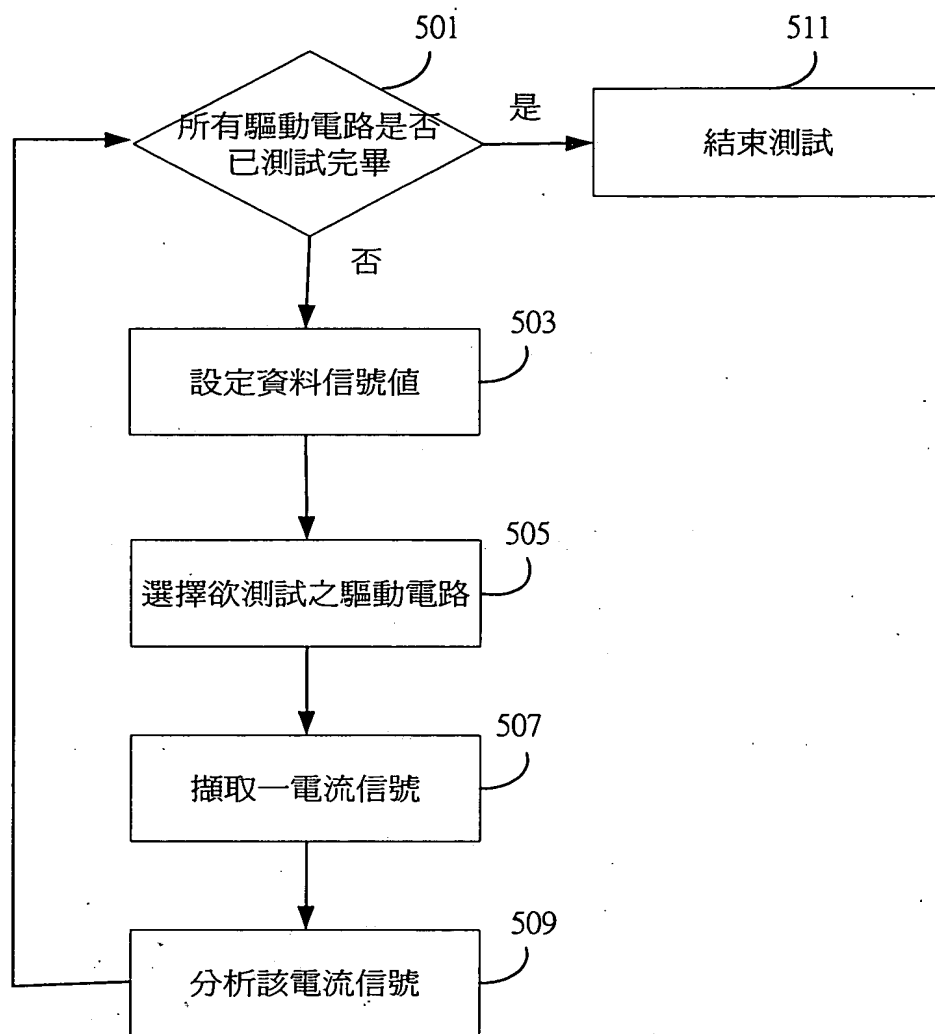 501
511
所有驅動電路是否
已測試完畢
是
結束測試
否
503
設定資料信號值
505
選擇欲測試之驅動電路
507
擷取一電流信號
509
分析該電流信號